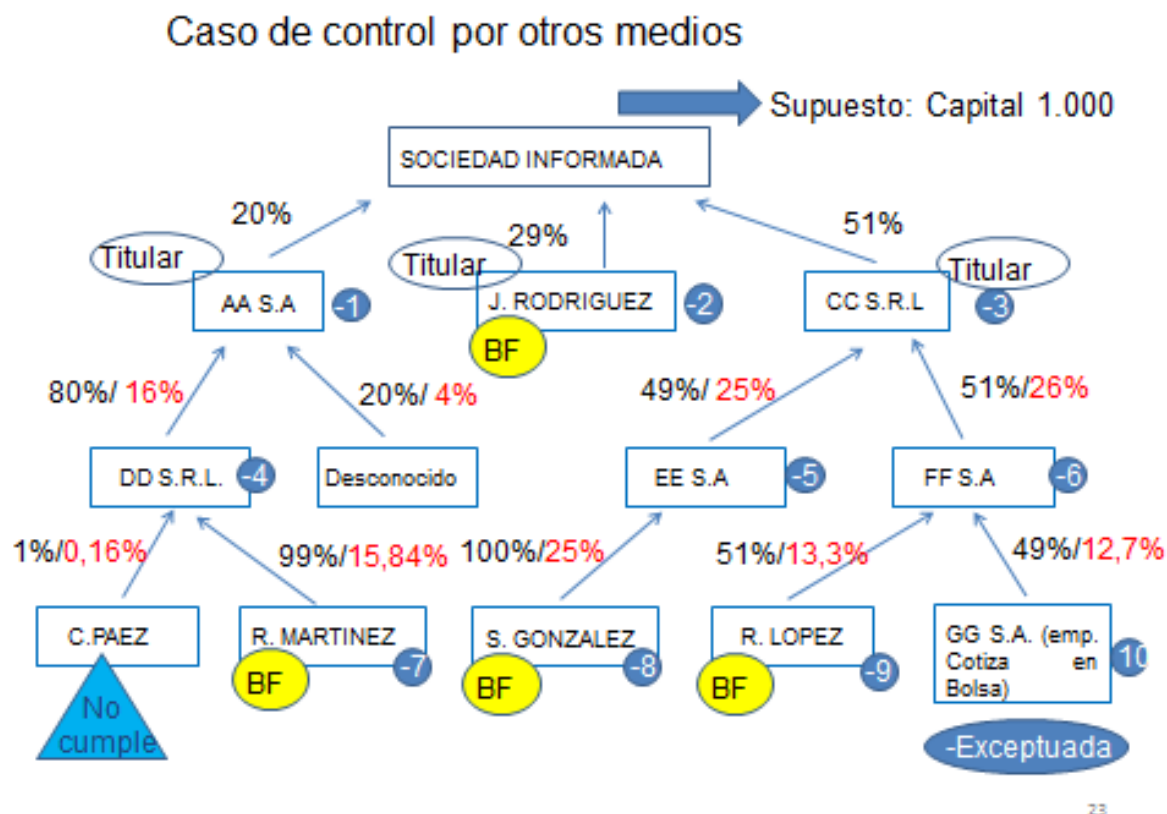 Caso de control por otros medios
Supuesto: Capital 1.000
SOCIEDAD INFORMADA
20%
29%
51%
Titular
Titular
Titular
AA S.A
-1
J. RODRIGUEZ
-2
CC S.R.L
-3
BF
80%/ 16%
20%/ 4%
49%/ 25%
51%/26%
DD S.R.L.
-4
Desconocido
EE S.A
-5
FF S.A
-6
1%/0,16%
99%/15,84%
100%/25%
51%/13,3%
49%/12,7%
C.PAEZ
R. MARTINEZ
-7
S. GONZALEZ
-8
R. LOPEZ
-9
GG S.A. (emp.
Cotiza en
Bolsa)
10
BF
BF
BF
No
cumple
-Exceptuada
23